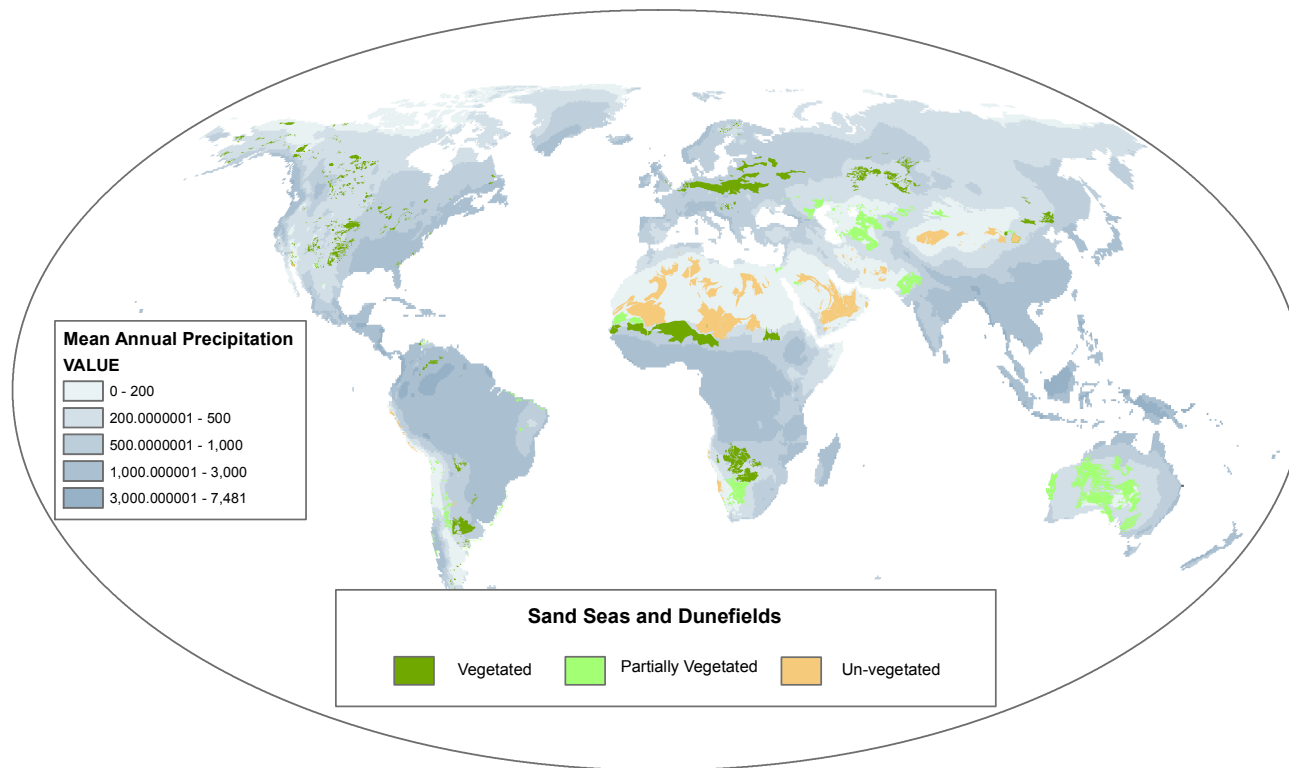 Mean Annual Precipitation
VALUE
0 - 200
200.0000001 - 500
500.0000001 - 1,000
1,000.000001 - 3,000
3,000.000001 - 7,481
Sand Seas and Dunefields
Vegetated
Partially Vegetated
Un-vegetated